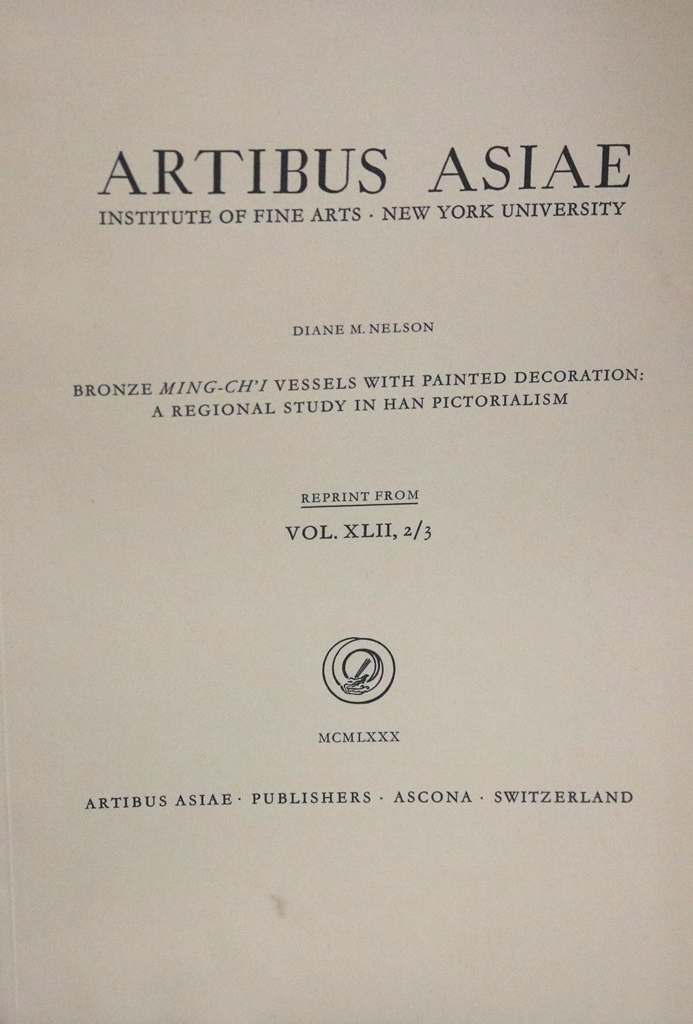 ARTIBUS ASIAE
INSTITUTE OF FINE ARTS · NEW YORK UNIVERSITY
DIANE M. NELSON
BRONZE MING-CH'I VESSELS WITH PAINTED DECORATION:
A REGIONAL STUDY IN HAN PICTORIALISM
REPRINT FROM
VOL. XLII, 2/3
MCMLXXX
ARTIBUS ASIAE · PUBLISHERS · ASCONA · SWITZERLAND